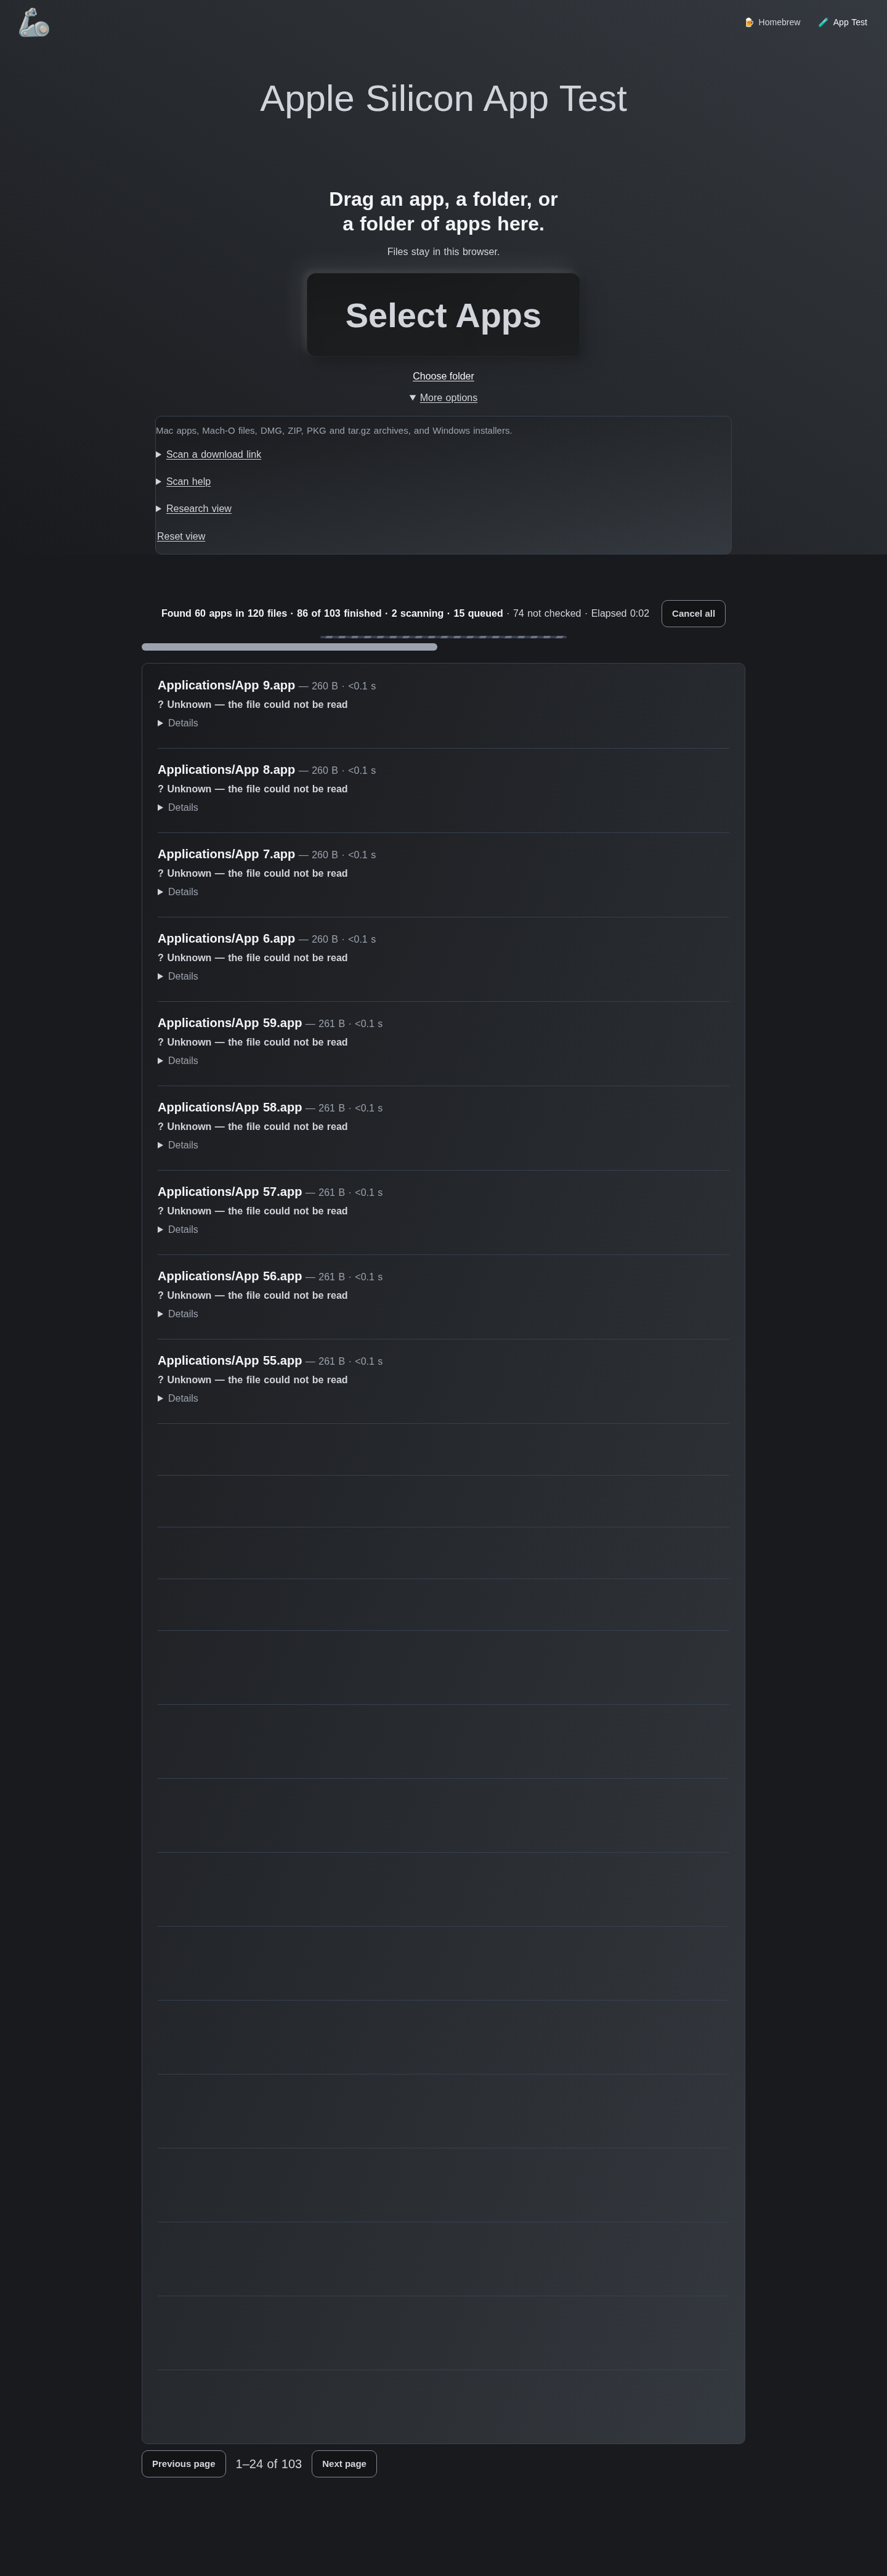 🍺 Homebrew 🧪 App Test
Apple Silicon App Test
Drag an app, a folder, or
a folder of apps here.
Files stay in this browser.
Select Apps
Choose folder
▼ More options
Mac apps, Mach-O files, DMG, ZIP, PKG and tar.gz archives, and Windows installers.
▶ Scan a download link
▶ Scan help
▶ Research view
Reset view
Found 60 apps in 120 files · 86 of 103 finished · 2 scanning · 15 queued · 74 not checked · Elapsed 0:02 Cancel all
Applications/App 9.app — 260 B · <0.1 s
? Unknown — the file could not be read
▶ Details
Applications/App 8.app — 260 B · <0.1 s
? Unknown — the file could not be read
▶ Details
Applications/App 7.app — 260 B · <0.1 s
? Unknown — the file could not be read
▶ Details
Applications/App 6.app — 260 B · <0.1 s
? Unknown — the file could not be read
▶ Details
Applications/App 59.app — 261 B · <0.1 s
? Unknown — the file could not be read
▶ Details
Applications/App 58.app — 261 B · <0.1 s
? Unknown — the file could not be read
▶ Details
Applications/App 57.app — 261 B · <0.1 s
? Unknown — the file could not be read
▶ Details
Applications/App 56.app — 261 B · <0.1 s
? Unknown — the file could not be read
▶ Details
Applications/App 55.app — 261 B · <0.1 s
? Unknown — the file could not be read
▶ Details
Previous page 1–24 of 103 Next page